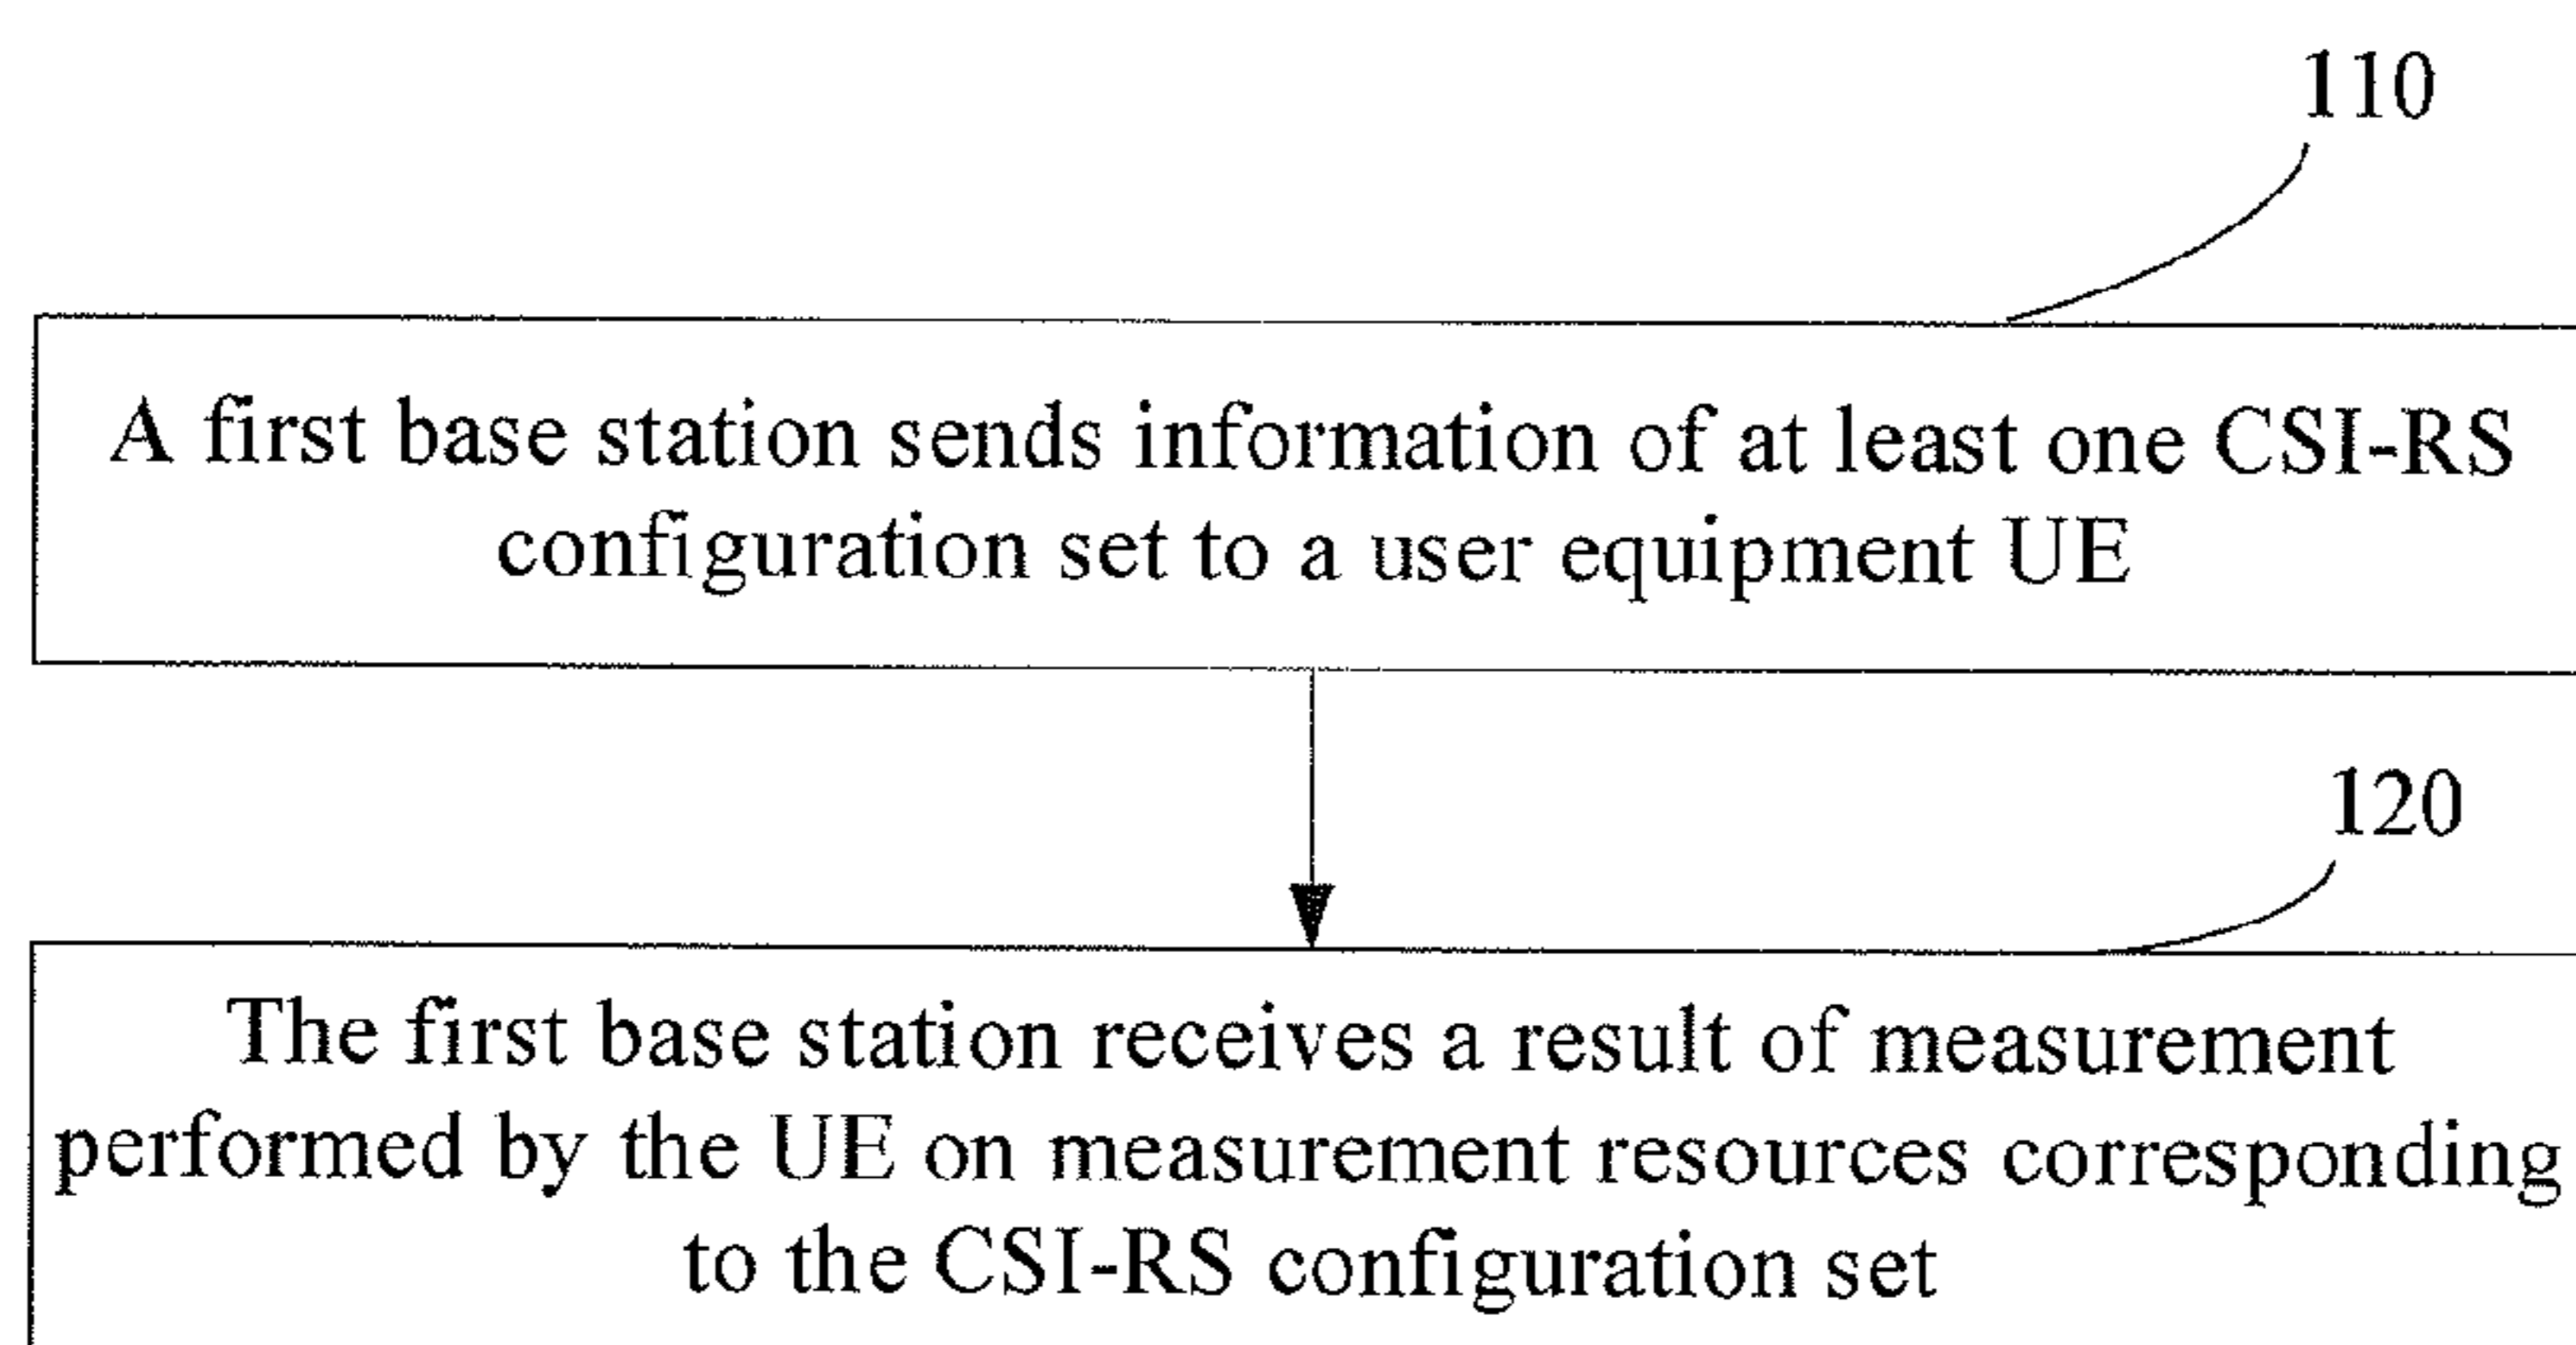 110
A first base station sends information of at least one CSI-RS
configuration set to a user equipment UE
120
The first base station receives a result of measurement
performed by the UE on measurement resources corresponding
to the CSI-RS configuration set